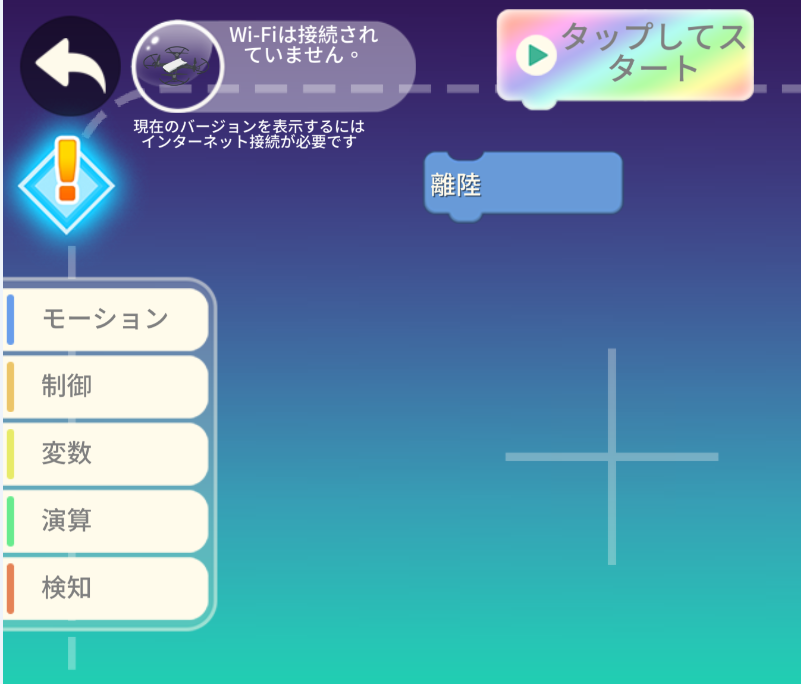 Wi-Fiは接続され
ていません。
タップしてス
タート
現在のバージョンを表示するには
インターネット接続が必要です
離陸
モーション
制御
変数
演算
検知